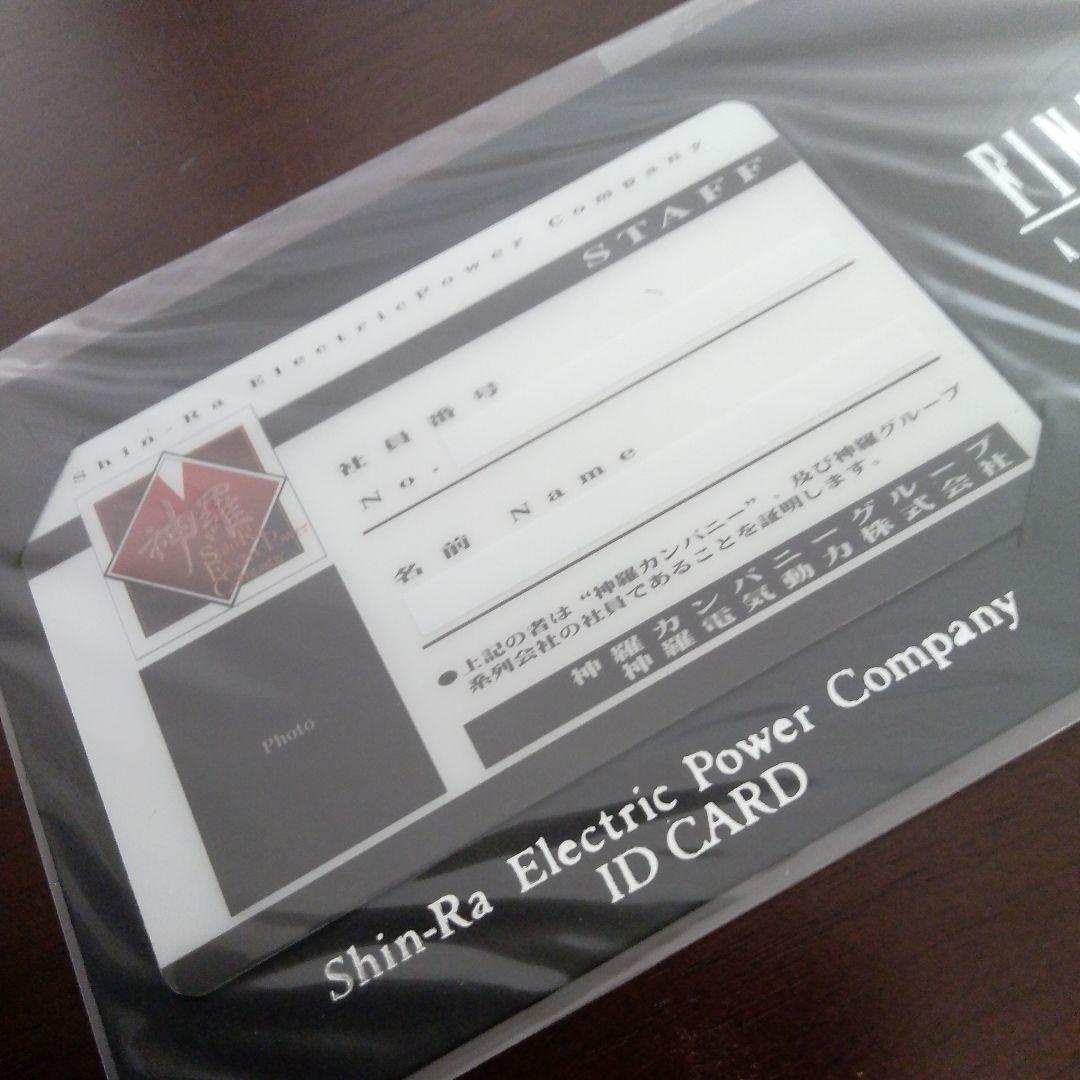 FIN
A
Shin-Ra ElectricPower Company
STAFF
神羅
社員番号
No.
名前 Name
●上記の者は“神羅カンパニー”、及び神羅グループ
系列会社の社員であることを証明します。
神羅カンパニーグループ
神羅電気動力株式会社
Photo
Shin-Ra Electric Power Company
ID CARD